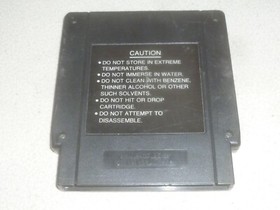 CAUTION
• DO NOT STORE IN EXTREME
TEMPERATURES.
• DO NOT IMMERSE IN WATER.
• DO NOT CLEAN WITH BENZENE,
THINNER ALCOHOL OR OTHER
SUCH SOLVENTS.
• DO NOT HIT OR DROP
CARTRIDGE.
• DO NOT ATTEMPT TO
DISASSEMBLE.